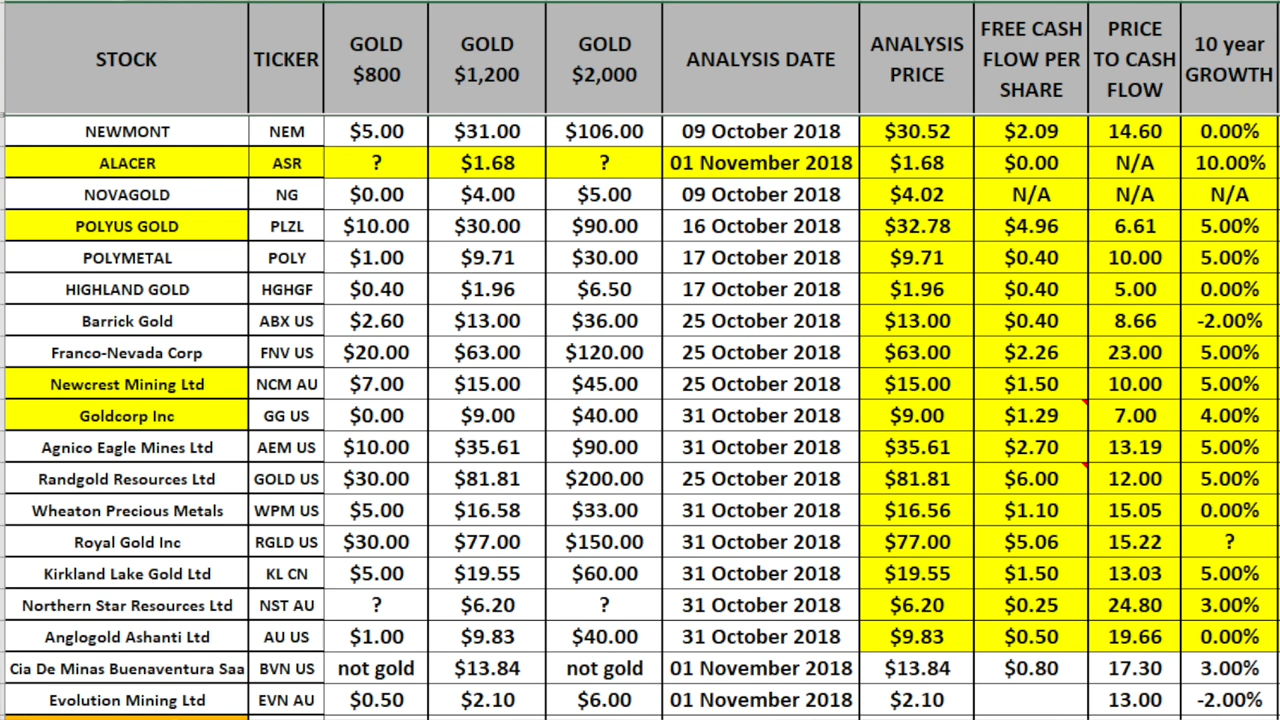 STOCK TICKER GOLD $800 GOLD $1,200 GOLD $2,000 ANALYSIS DATE ANALYSIS PRICE FREE CASH FLOW PER SHARE PRICE TO CASH FLOW 10 year GROWTH
NEWMONT NEM $5.00 $31.00 $106.00 09 October 2018 $30.52 $2.09 14.60 0.00%
ALACER ASR ? $1.68 ? 01 November 2018 $1.68 $0.00 N/A 10.00%
NOVAGOLD NG $0.00 $4.00 $5.00 09 October 2018 $4.02 N/A N/A N/A
POLYUS GOLD PLZL $10.00 $30.00 $90.00 16 October 2018 $32.78 $4.96 6.61 5.00%
POLYMETAL POLY $1.00 $9.71 $30.00 17 October 2018 $9.71 $0.40 10.00 5.00%
HIGHLAND GOLD HGHGF $0.40 $1.96 $6.50 17 October 2018 $1.96 $0.40 5.00 0.00%
Barrick Gold ABX US $2.60 $13.00 $36.00 25 October 2018 $13.00 $0.40 8.66 -2.00%
Franco-Nevada Corp FNV US $20.00 $63.00 $120.00 25 October 2018 $63.00 $2.26 23.00 5.00%
Newcrest Mining Ltd NCM AU $7.00 $15.00 $45.00 25 October 2018 $15.00 $1.50 10.00 5.00%
Goldcorp Inc GG US $0.00 $9.00 $40.00 31 October 2018 $9.00 $1.29 7.00 4.00%
Agnico Eagle Mines Ltd AEM US $10.00 $35.61 $90.00 31 October 2018 $35.61 $2.70 13.19 5.00%
Randgold Resources Ltd GOLD US $30.00 $81.81 $200.00 25 October 2018 $81.81 $6.00 12.00 5.00%
Wheaton Precious Metals WPM US $5.00 $16.58 $33.00 31 October 2018 $16.56 $1.10 15.05 0.00%
Royal Gold Inc RGLD US $30.00 $77.00 $150.00 31 October 2018 $77.00 $5.06 15.22 ?
Kirkland Lake Gold Ltd KL CN $5.00 $19.55 $60.00 31 October 2018 $19.55 $1.50 13.03 5.00%
Northern Star Resources Ltd NST AU ? $6.20 ? 31 October 2018 $6.20 $0.25 24.80 3.00%
Anglogold Ashanti Ltd AU US $1.00 $9.83 $40.00 31 October 2018 $9.83 $0.50 19.66 0.00%
Cia De Minas Buenaventura Saa BVN US not gold $13.84 not gold 01 November 2018 $13.84 $0.80 17.30 3.00%
Evolution Mining Ltd EVN AU $0.50 $2.10 $6.00 01 November 2018 $2.10 13.00 -2.00%